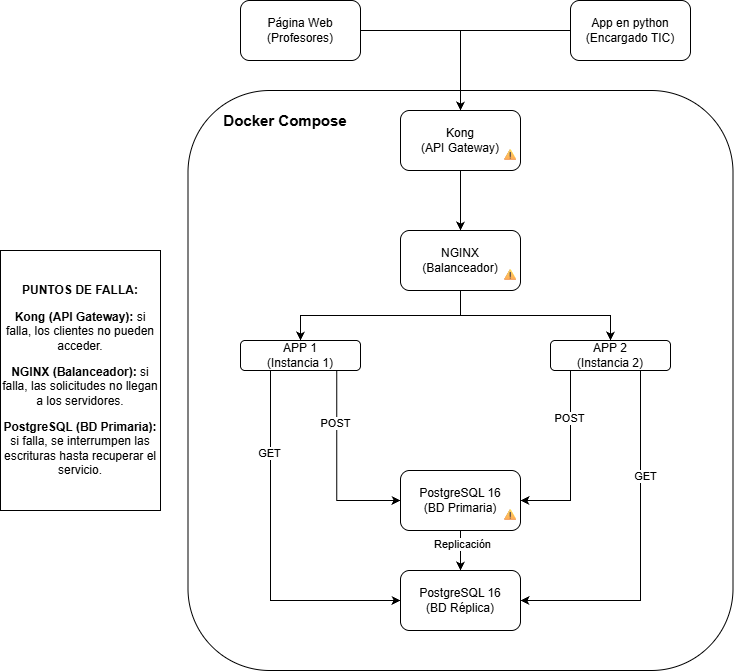 Página Web
(Profesores)
App en python
(Encargado TIC)
Docker Compose
Kong
(API Gateway)
NGINX
(Balanceador)
PUNTOS DE FALLA:
Kong (API Gateway): si
falla, los clientes no pueden
acceder.
NGINX (Balanceador): si
falla, las solicitudes no llegan
a los servidores.
PostgreSQL (BD Primaria):
si falla, se interrumpen las
escrituras hasta recuperar el
servicio.
APP 1
(Instancia 1)
APP 2
(Instancia 2)
POST
POST
GET
GET
PostgreSQL 16
(BD Primaria)
Replicación
PostgreSQL 16
(BD Réplica)